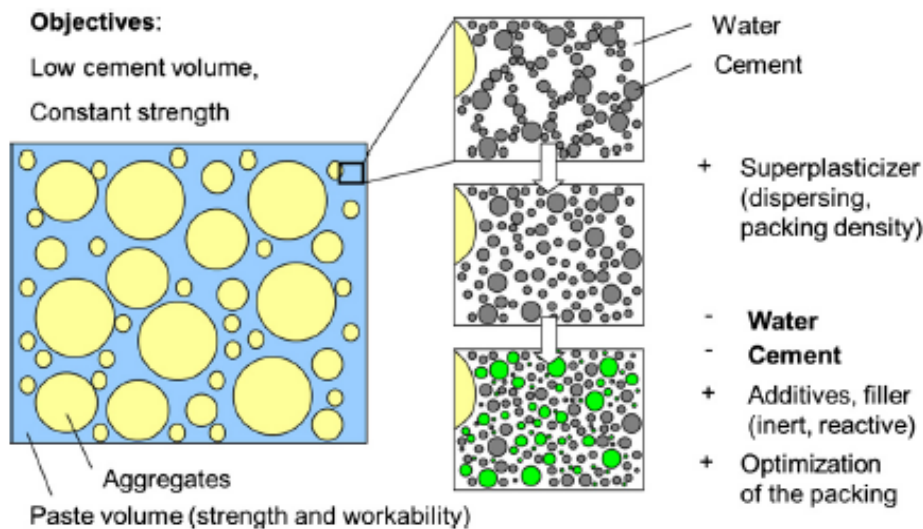 Objectives:
Low cement volume,
Constant strength
Aggregates
Paste volume (strength and workability)
Water
Cement
+ Superplasticizer
(dispersing,
packing density)
- Water
- Cement
+ Additives, filler
(inert, reactive)
+ Optimization
of the packing